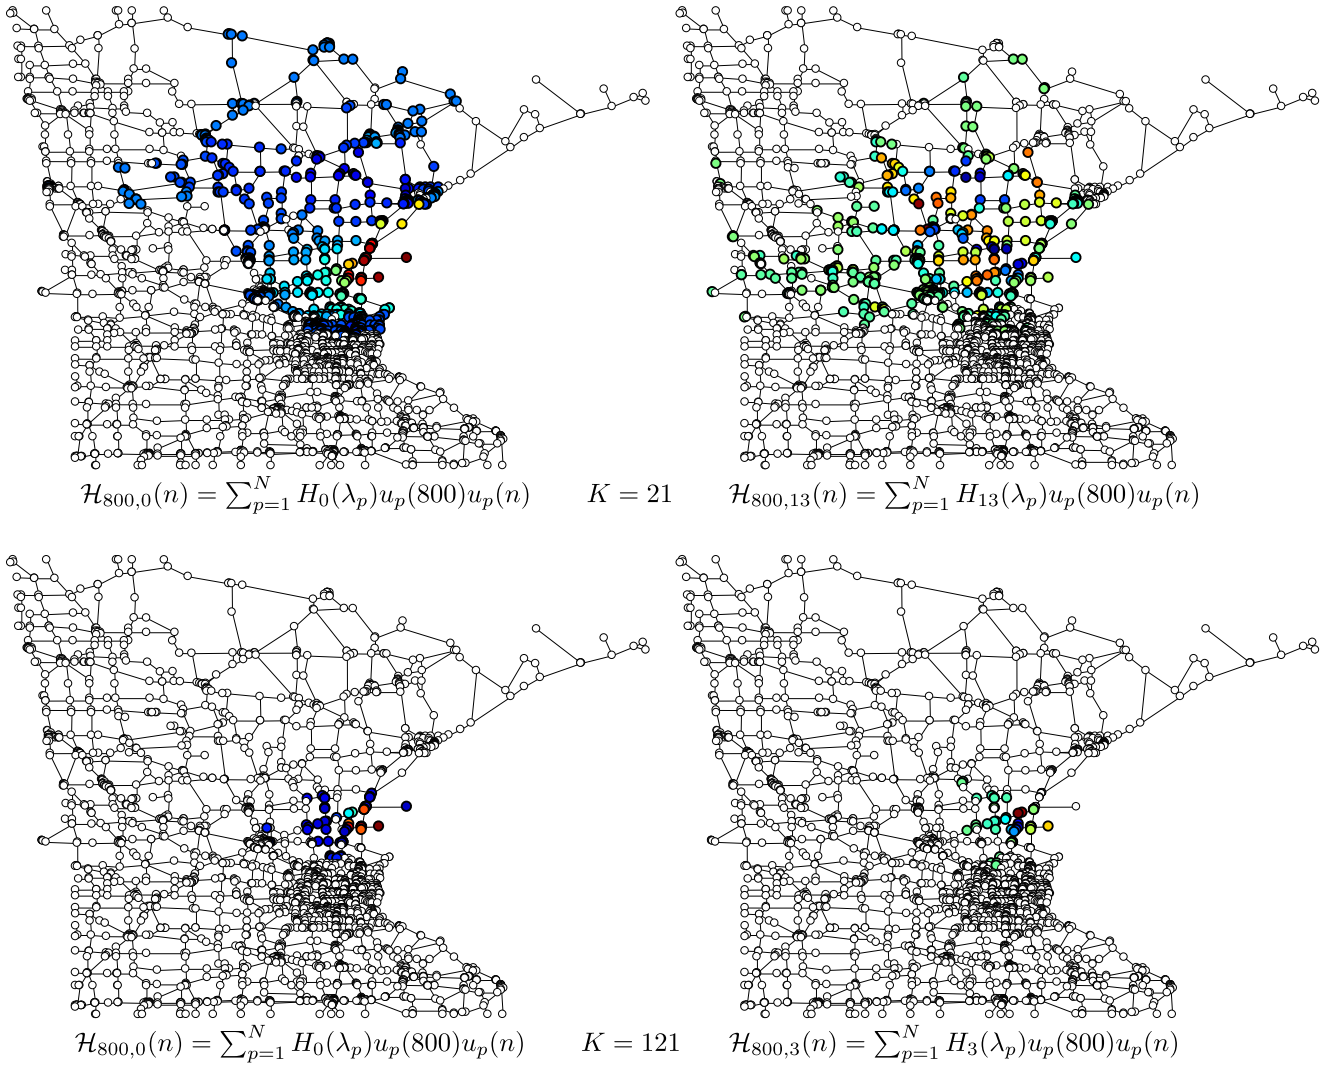 $\mathcal{H}_{800,0}(n) = \sum_{p=1}^{N} H_0(\lambda_p)u_p(800)u_p(n)$ $K = 21$ $\mathcal{H}_{800,13}(n) = \sum_{p=1}^{N} H_{13}(\lambda_p)u_p(800)u_p(n)$
$\mathcal{H}_{800,0}(n) = \sum_{p=1}^{N} H_0(\lambda_p)u_p(800)u_p(n)$ $K = 121$ $\mathcal{H}_{800,3}(n) = \sum_{p=1}^{N} H_3(\lambda_p)u_p(800)u_p(n)$